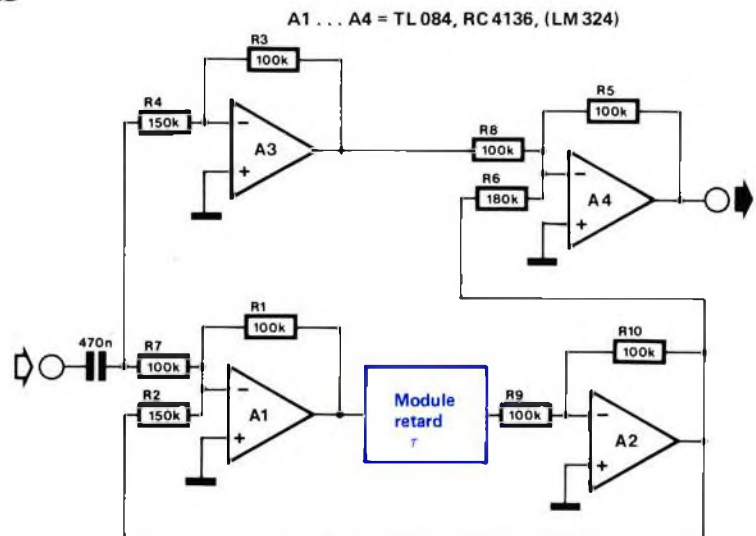 A1 . . . A4 = TL 084, RC 4136, (LM 324)
R3
100k
R4
150k
A3
−
+
R8
100k
R6
180k
R5
100k
A4
−
+
470n
R7
100k
R2
150k
R1
100k
A1
−
+
Module
retard
τ
R9
100k
R10
100k
A2
−
+